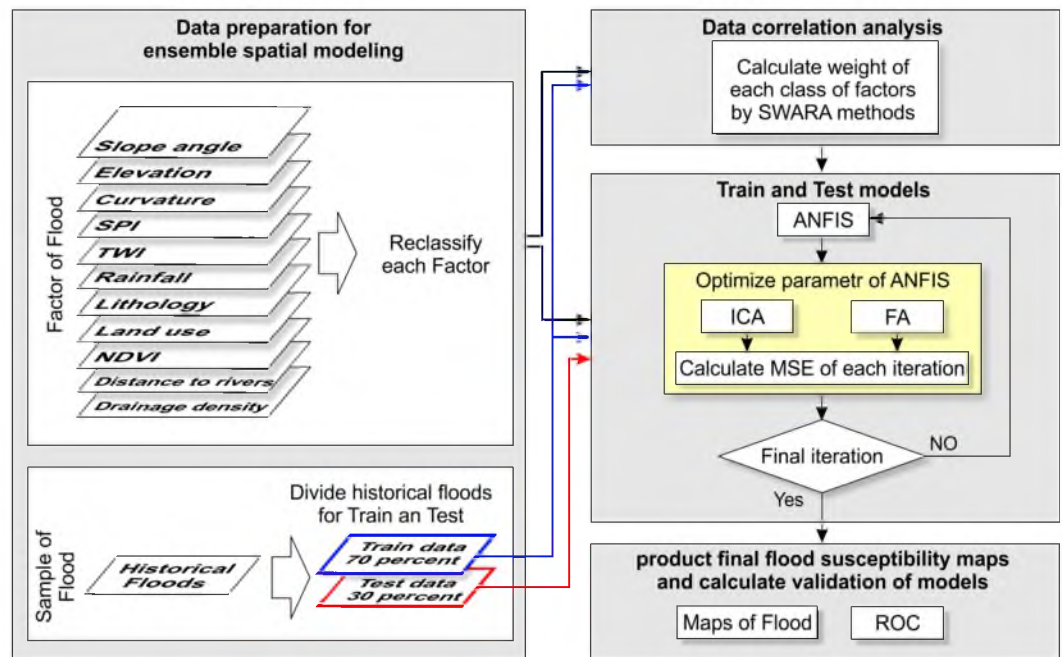 Data preparation for
ensemble spatial modeling
Factor of Flood
Slope angle
Elevation
Curvature
SPI
TWI
Rainfall
Lithology
Land use
NDVI
Distance to rivers
Drainage density
Reclassify
each Factor
Sample of
Flood
Historical
Floods
Divide historical floods
for Train an Test
Train data
70 percent
Test data
30 percent
Data correlation analysis
Calculate weight of
each class of factors
by SWARA methods
Train and Test models
ANFIS
Optimize parametr of ANFIS
ICA
FA
Calculate MSE of each iteration
Final iteration
NO
Yes
product final flood susceptibility maps
and calculate validation of models
Maps of Flood
ROC